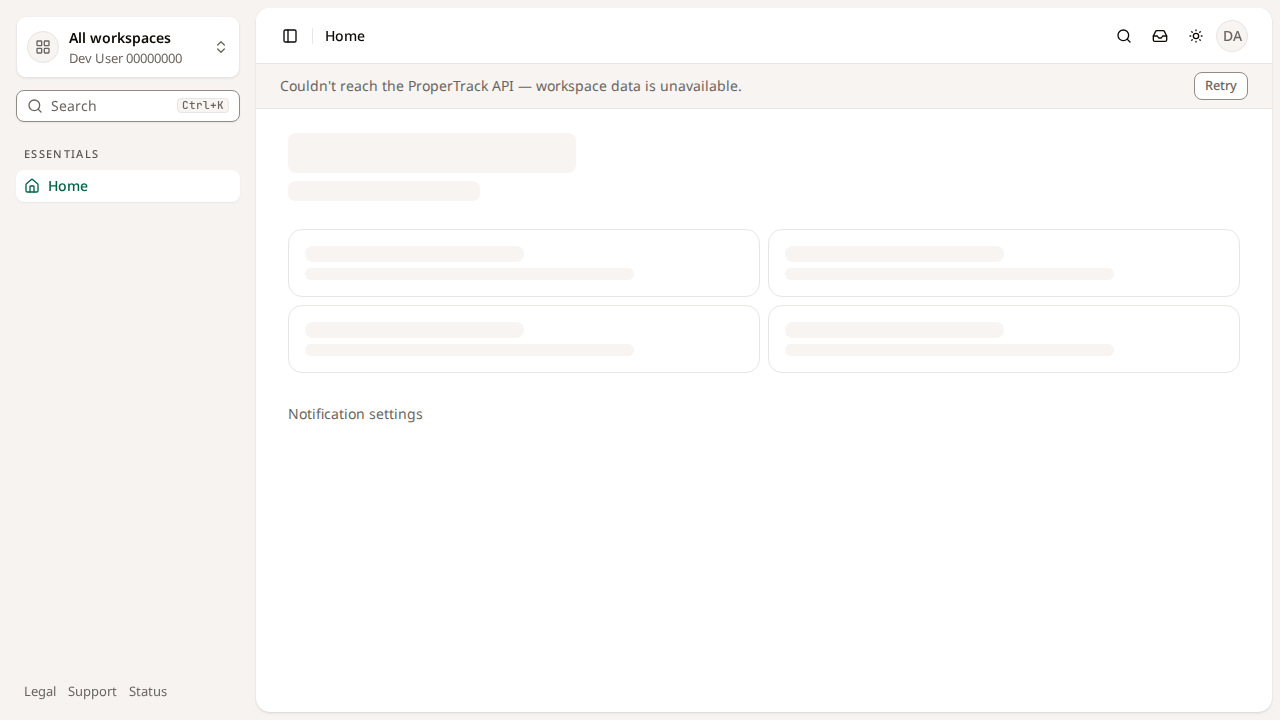 All workspaces
Dev User 00000000
Search
Ctrl+K
ESSENTIALS
Home
Legal Support Status
Home
DA
Couldn't reach the ProperTrack API — workspace data is unavailable.
Retry
Notification settings